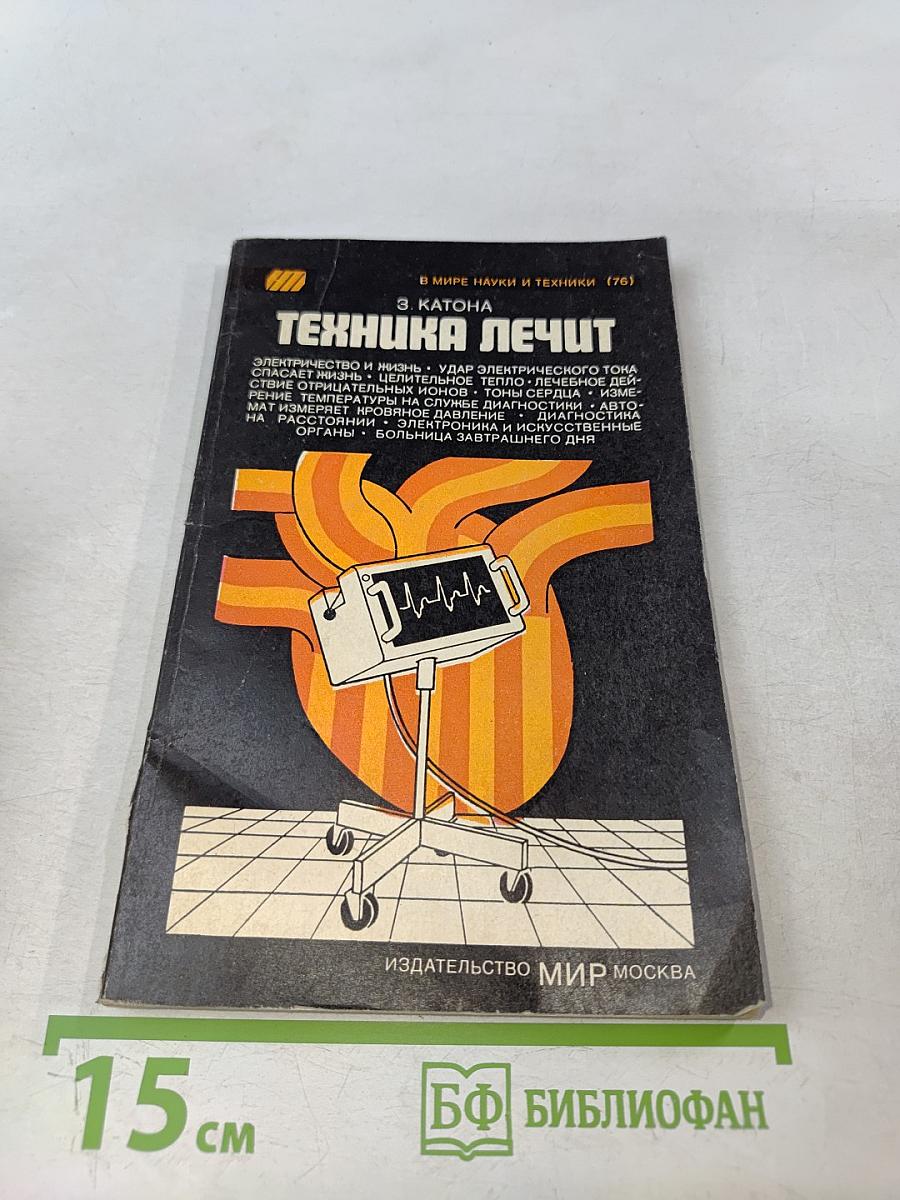 НП
В МИРЕ НАУКИ И ТЕХНИКИ (76)
З. КАТОНА
ТЕХНИКА ЛЕЧИТ
ЭЛЕКТРИЧЕСТВО И ЖИЗНЬ • УДАР ЭЛЕКТРИЧЕСКОГО ТОКА
СПАСАЕТ ЖИЗНЬ • ЦЕЛИТЕЛЬНОЕ ТЕПЛО • ЛЕЧЕБНОЕ ДЕЙ-
СТВИЕ ОТРИЦАТЕЛЬНЫХ ИОНОВ • ТОНЫ СЕРДЦА • ИЗМЕ-
РЕНИЕ ТЕМПЕРАТУРЫ НА СЛУЖБЕ ДИАГНОСТИКИ • АВТО-
МАТ ИЗМЕРЯЕТ КРОВЯНОЕ ДАВЛЕНИЕ • ДИАГНОСТИКА
НА РАССТОЯНИИ • ЭЛЕКТРОНИКА И ИСКУССТВЕННЫЕ
ОРГАНЫ • БОЛЬНИЦА ЗАВТРАШНЕГО ДНЯ
ИЗДАТЕЛЬСТВО МИР МОСКВА
15 см
БФ БИБЛИОФАН